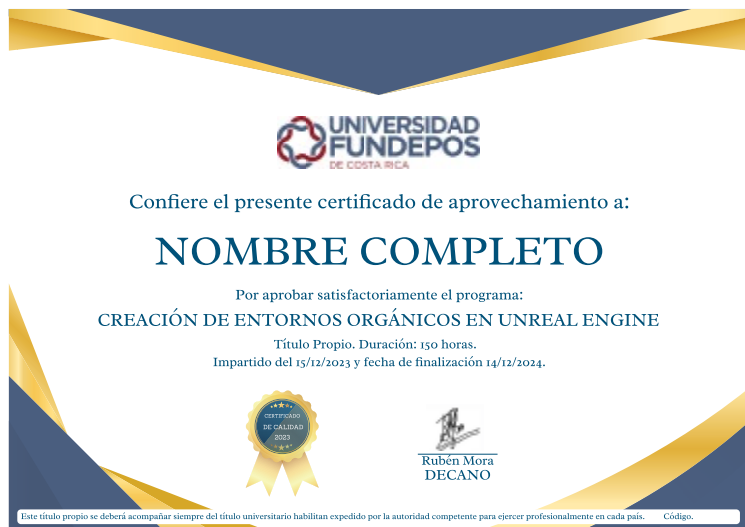 UNIVERSIDAD
FUNDEPOS
DE COSTA RICA
Confiere el presente certificado de aprovechamiento a:
NOMBRE COMPLETO
Por aprobar satisfactoriamente el programa:
CREACIÓN DE ENTORNOS ORGÁNICOS EN UNREAL ENGINE
Título Propio. Duración: 150 horas.
Impartido del 15/12/2023 y fecha de finalización 14/12/2024.
CERTIFICADO
DE CALIDAD
2023
Rubén Mora
DECANO
Este título propio se deberá acompañar siempre del título universitario habilitan expedido por la autoridad competente para ejercer profesionalmente en cada país. Código.